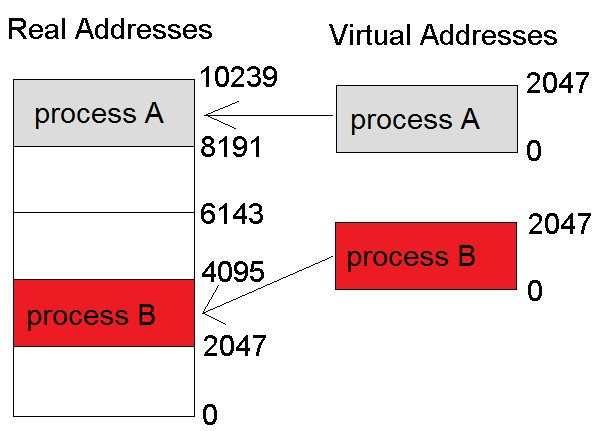 Real Addresses
Virtual Addresses
10239
process A
8191
6143
4095
process B
2047
0
2047
process A
0
2047
process B
0